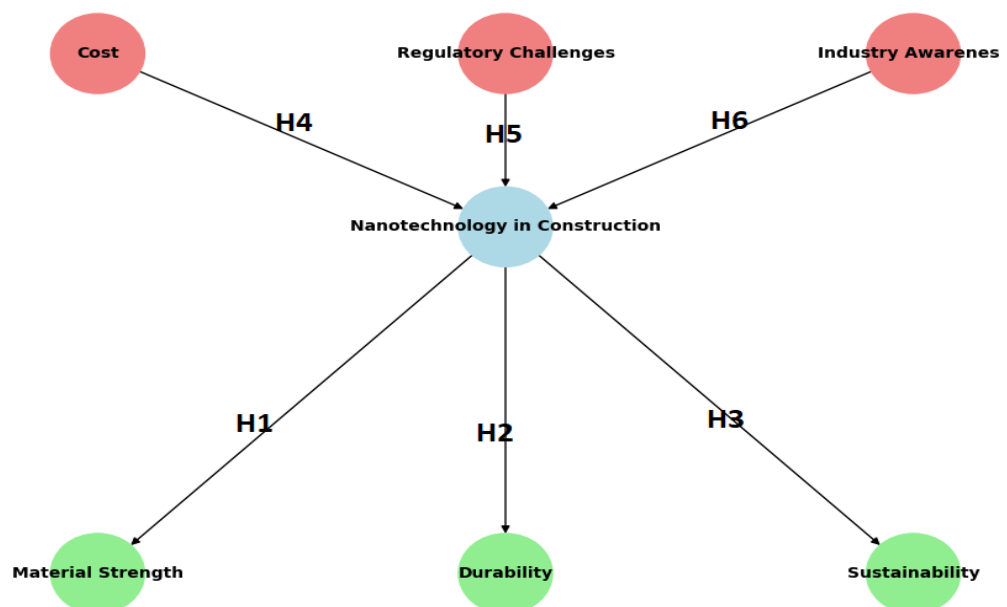 Cost
Regulatory Challenges
Industry Awarenes
H4
H5
H6
Nanotechnology in Construction
H1
H2
H3
Material Strength
Durability
Sustainability